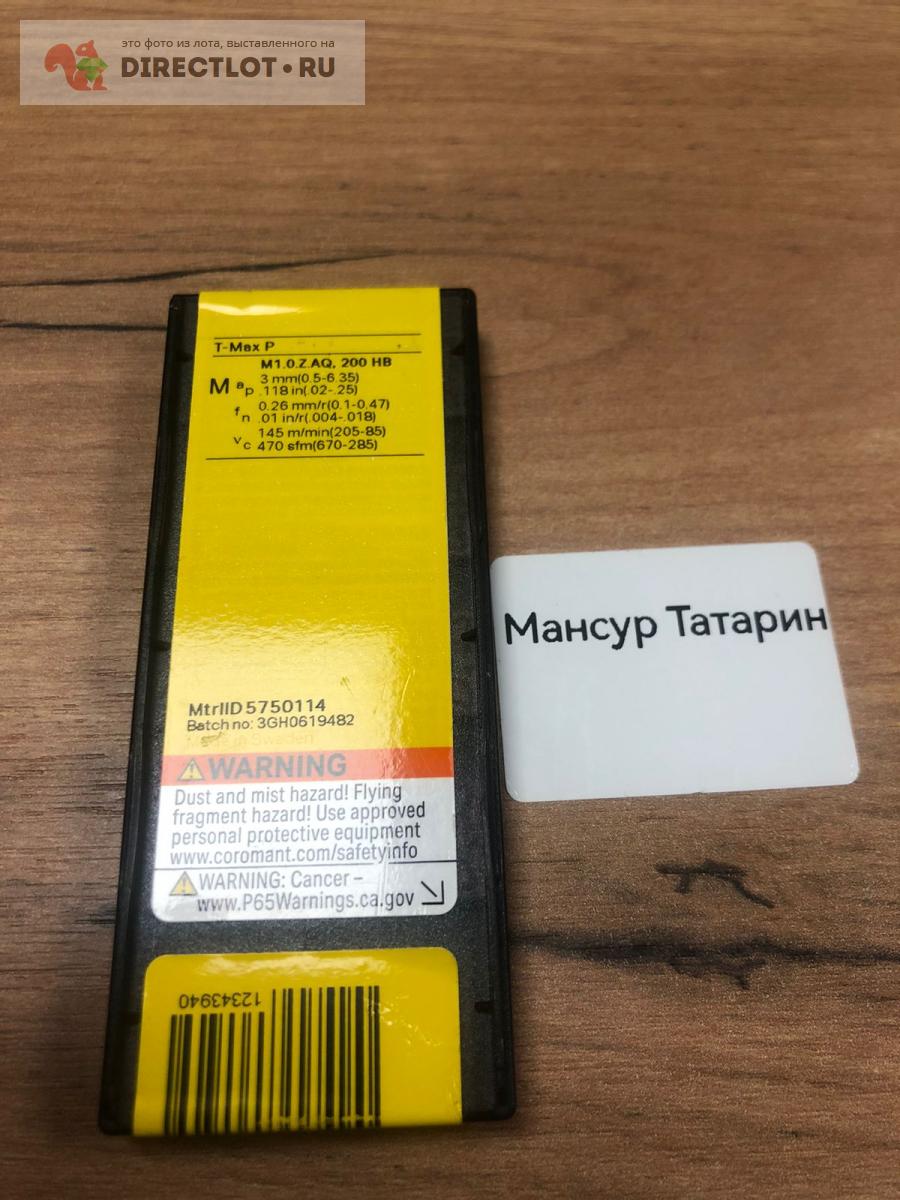 это фото из лота, выставленного на
DIRECTLOT.RU
T-Max P
M1.0.Z.AQ, 200 HB
M ap 3 mm(0.5-6.35)
.118 in(.02-.25)
fn 0.26 mm/r(0.1-0.47)
.01 in/r(.004-.018)
vc 145 m/min(205-85)
470 sfm(670-285)
MtrlID 5750114
Batch no: 3GH0619482
Made in Sweden
WARNING
Dust and mist hazard! Flying
fragment hazard! Use approved
personal protective equipment
www.coromant.com/safetyinfo
WARNING: Cancer –
www.P65Warnings.ca.gov
12343940
Мансур Татарин